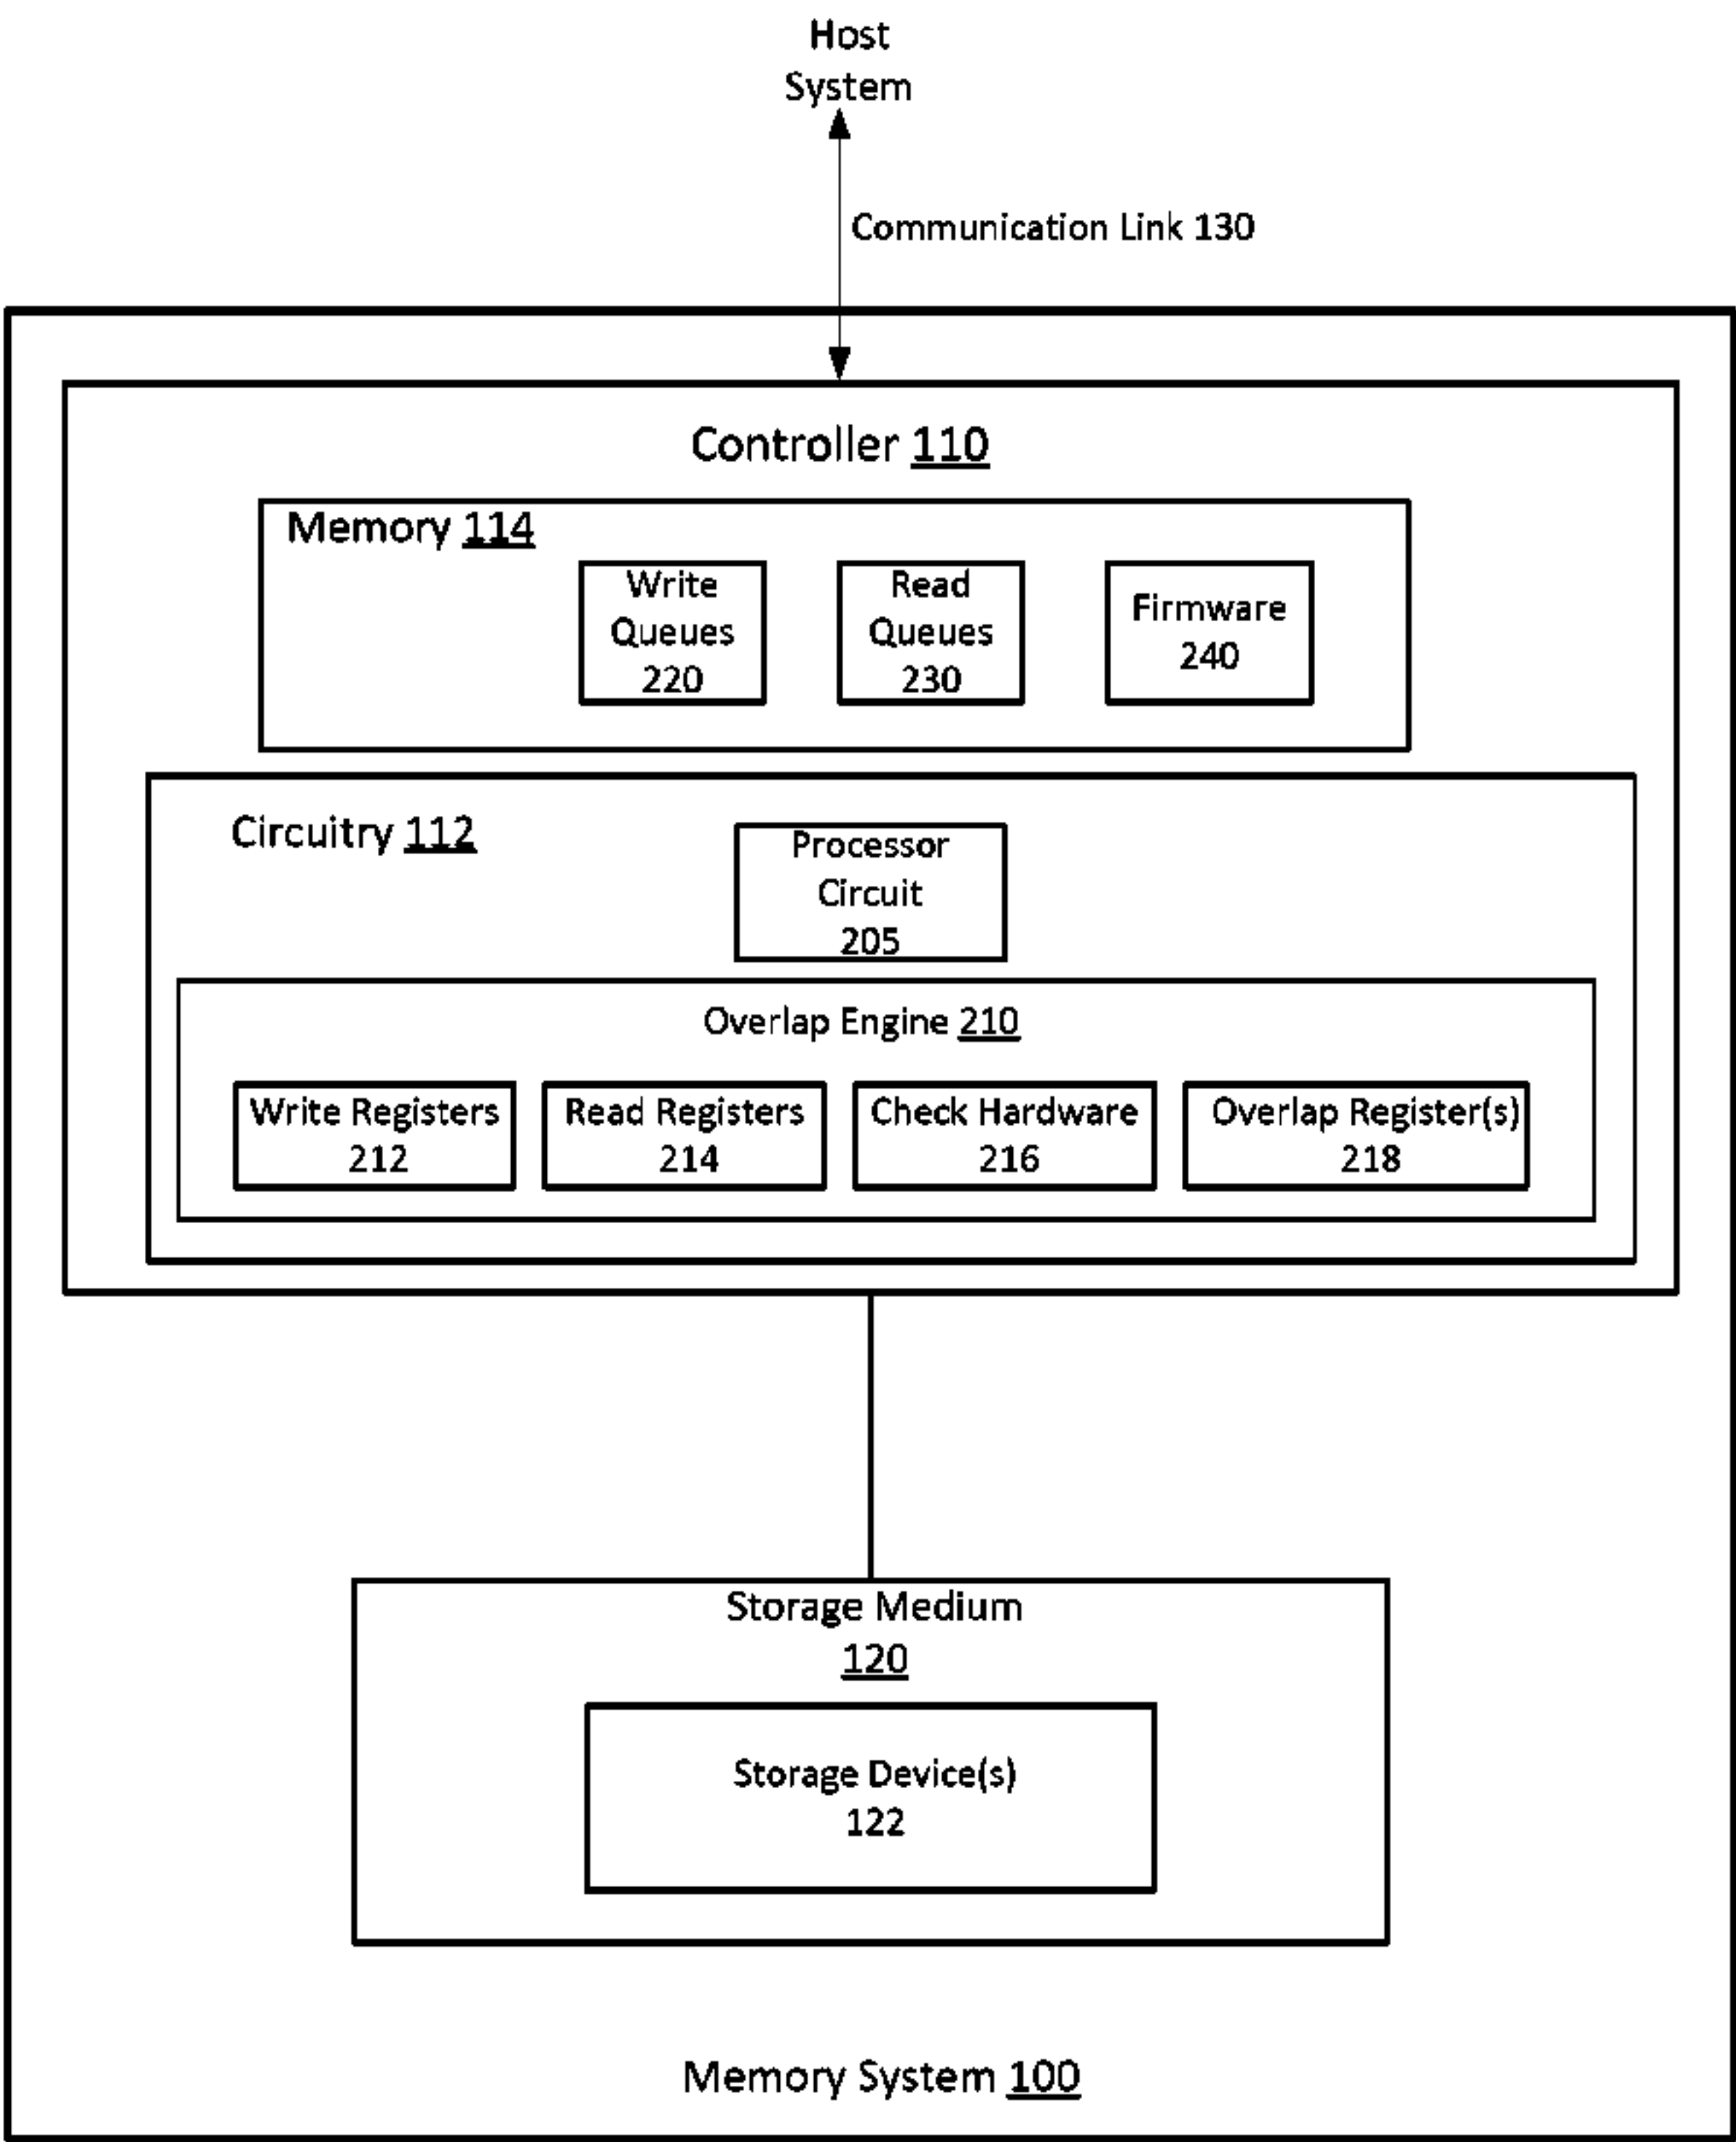 Host
System
Communication Link 130
Controller 110
Memory 114
Write
Queues
220
Read
Queues
230
Firmware
240
Circuitry 112
Processor
Circuit
205
Overlap Engine 210
Write Registers
212
Read Registers
214
Check Hardware
216
Overlap Register(s)
218
Storage Medium
120
Storage Device(s)
122
Memory System 100